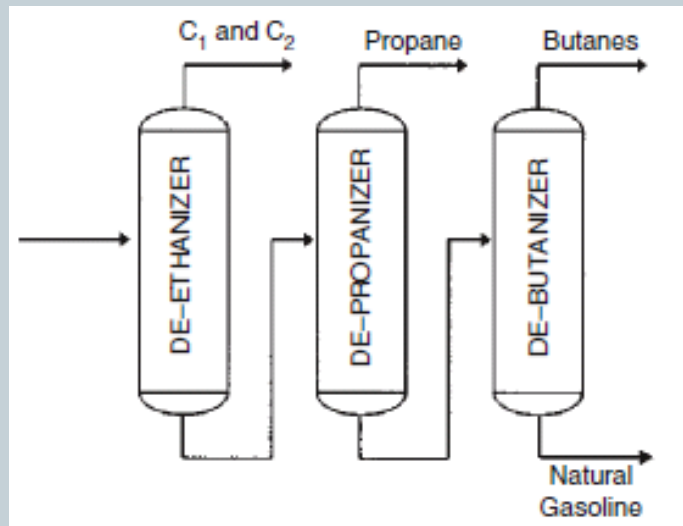 C₁ and C₂
Propane
Butanes
DE-ETHANIZER
DE-PROPANIZER
DE-BUTANIZER
Natural
Gasoline